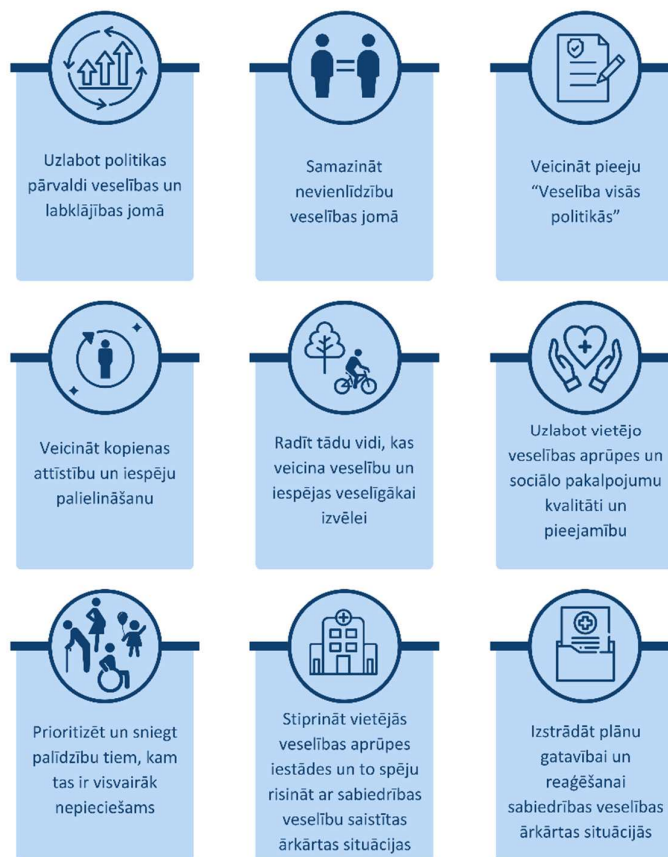 Uzlabot politikas
pārvaldi veselības un
labklājības jomā
Samazināt
nevienlīdzību
veselības jomā
Veicināt pieeju
“Veselība visās
politikās”
Veicināt kopienas
attīstību un iespēju
palielināšanu
Radīt tādu vidi, kas
veicina veselību un
iespējas veselīgākai
izvēlei
Uzlabot vietējo
veselības aprūpes un
sociālo pakalpojumu
kvalitāti un
pieejamību
Prioritizēt un sniegt
palīdzību tiem, kam
tas ir visvairāk
nepieciešams
Stiprināt vietējās
veselības aprūpes
iestādes un to spēju
risināt ar sabiedrības
veselību saistītas
ārkārtas situācijas
Izstrādāt plānu
gatavībai un
reaģēšanai
sabiedrības veselības
ārkārtas situācijās